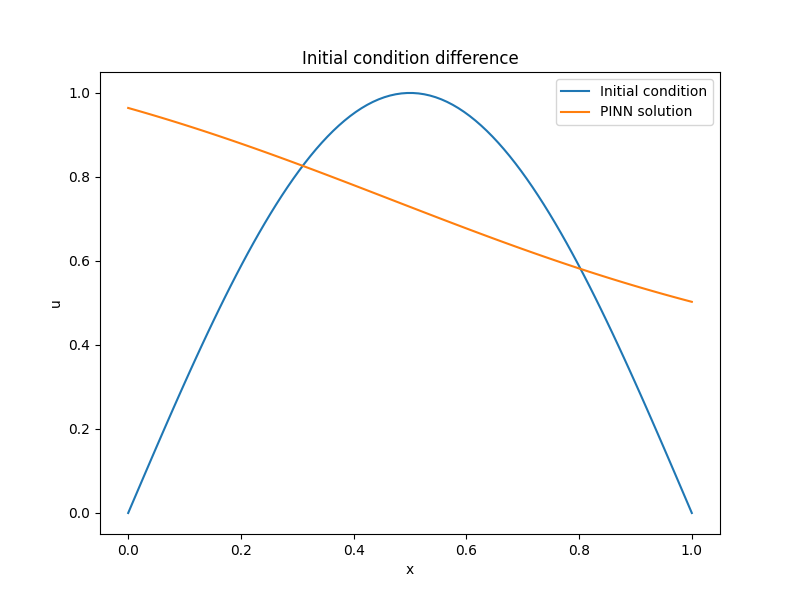 Initial condition difference
Initial condition
PINN solution
1.0
0.8
0.6
0.4
0.2
0.0
u
0.0 0.2 0.4 0.6 0.8 1.0
x